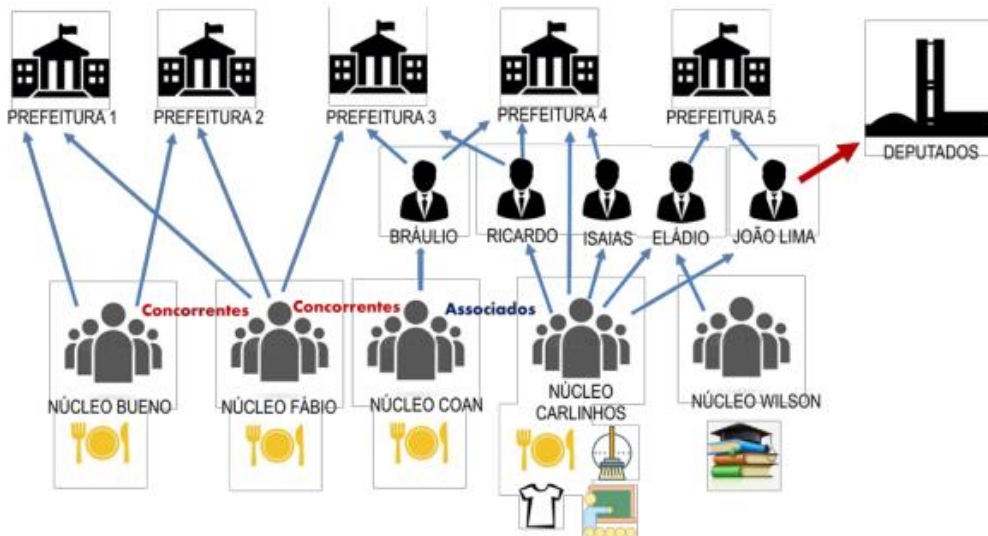 PREFEITURA 1
PREFEITURA 2
PREFEITURA 3
PREFEITURA 4
PREFEITURA 5
DEPUTADOS
BRÁULIO
RICARDO
ISAIAS
ELÁDIO
JOÃO LIMA
Concorrentes
Concorrentes
Associados
NÚCLEO BUENO
NÚCLEO FÁBIO
NÚCLEO COAN
NÚCLEO
CARLINHOS
NÚCLEO WILSON